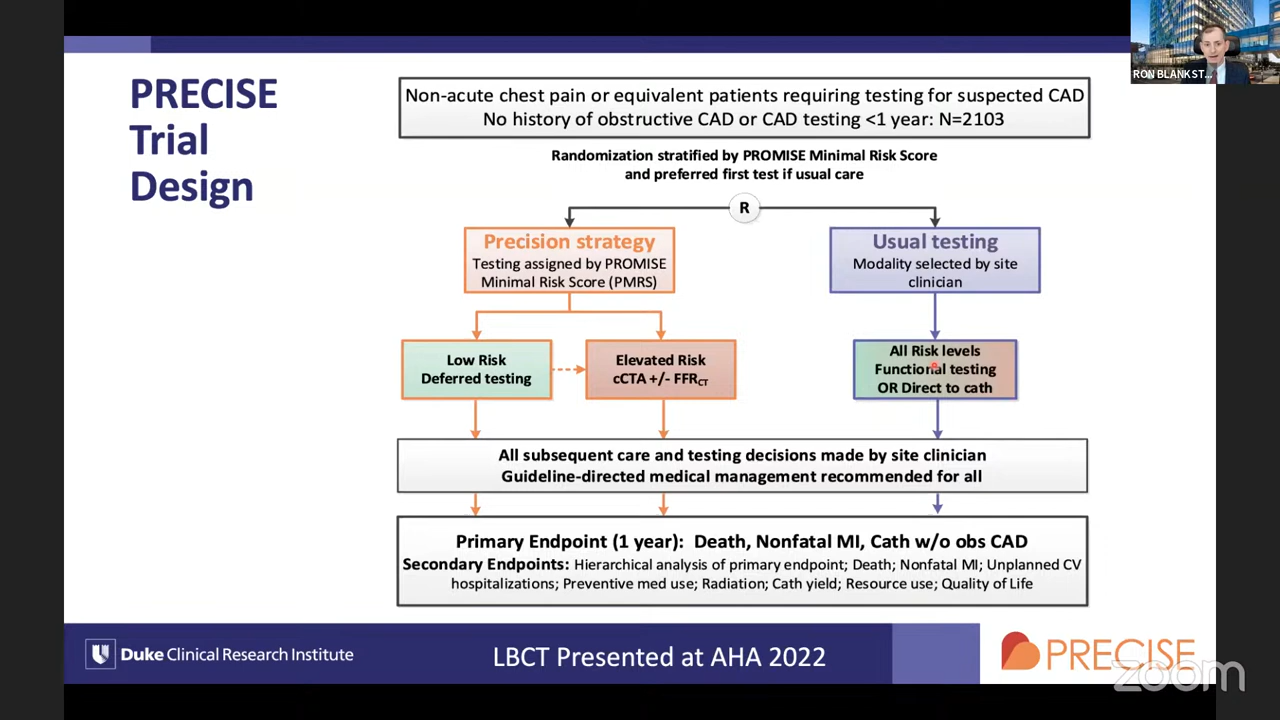 RON BLANKST...
PRECISE
Trial
Design
Non-acute chest pain or equivalent patients requiring testing for suspected CAD
No history of obstructive CAD or CAD testing <1 year: N=2103
Randomization stratified by PROMISE Minimal Risk Score
and preferred first test if usual care
R
Precision strategy
Testing assigned by PROMISE
Minimal Risk Score (PMRS)
Usual testing
Modality selected by site
clinician
Low Risk
Deferred testing
Elevated Risk
cCTA +/- FFRCT
All Risk levels
Functional testing
OR Direct to cath
All subsequent care and testing decisions made by site clinician
Guideline-directed medical management recommended for all
Primary Endpoint (1 year): Death, Nonfatal MI, Cath w/o obs CAD
Secondary Endpoints: Hierarchical analysis of primary endpoint; Death; Nonfatal MI; Unplanned CV
hospitalizations; Preventive med use; Radiation; Cath yield; Resource use; Quality of Life
Duke Clinical Research Institute
LBCT Presented at AHA 2022
PRECISE
zoom